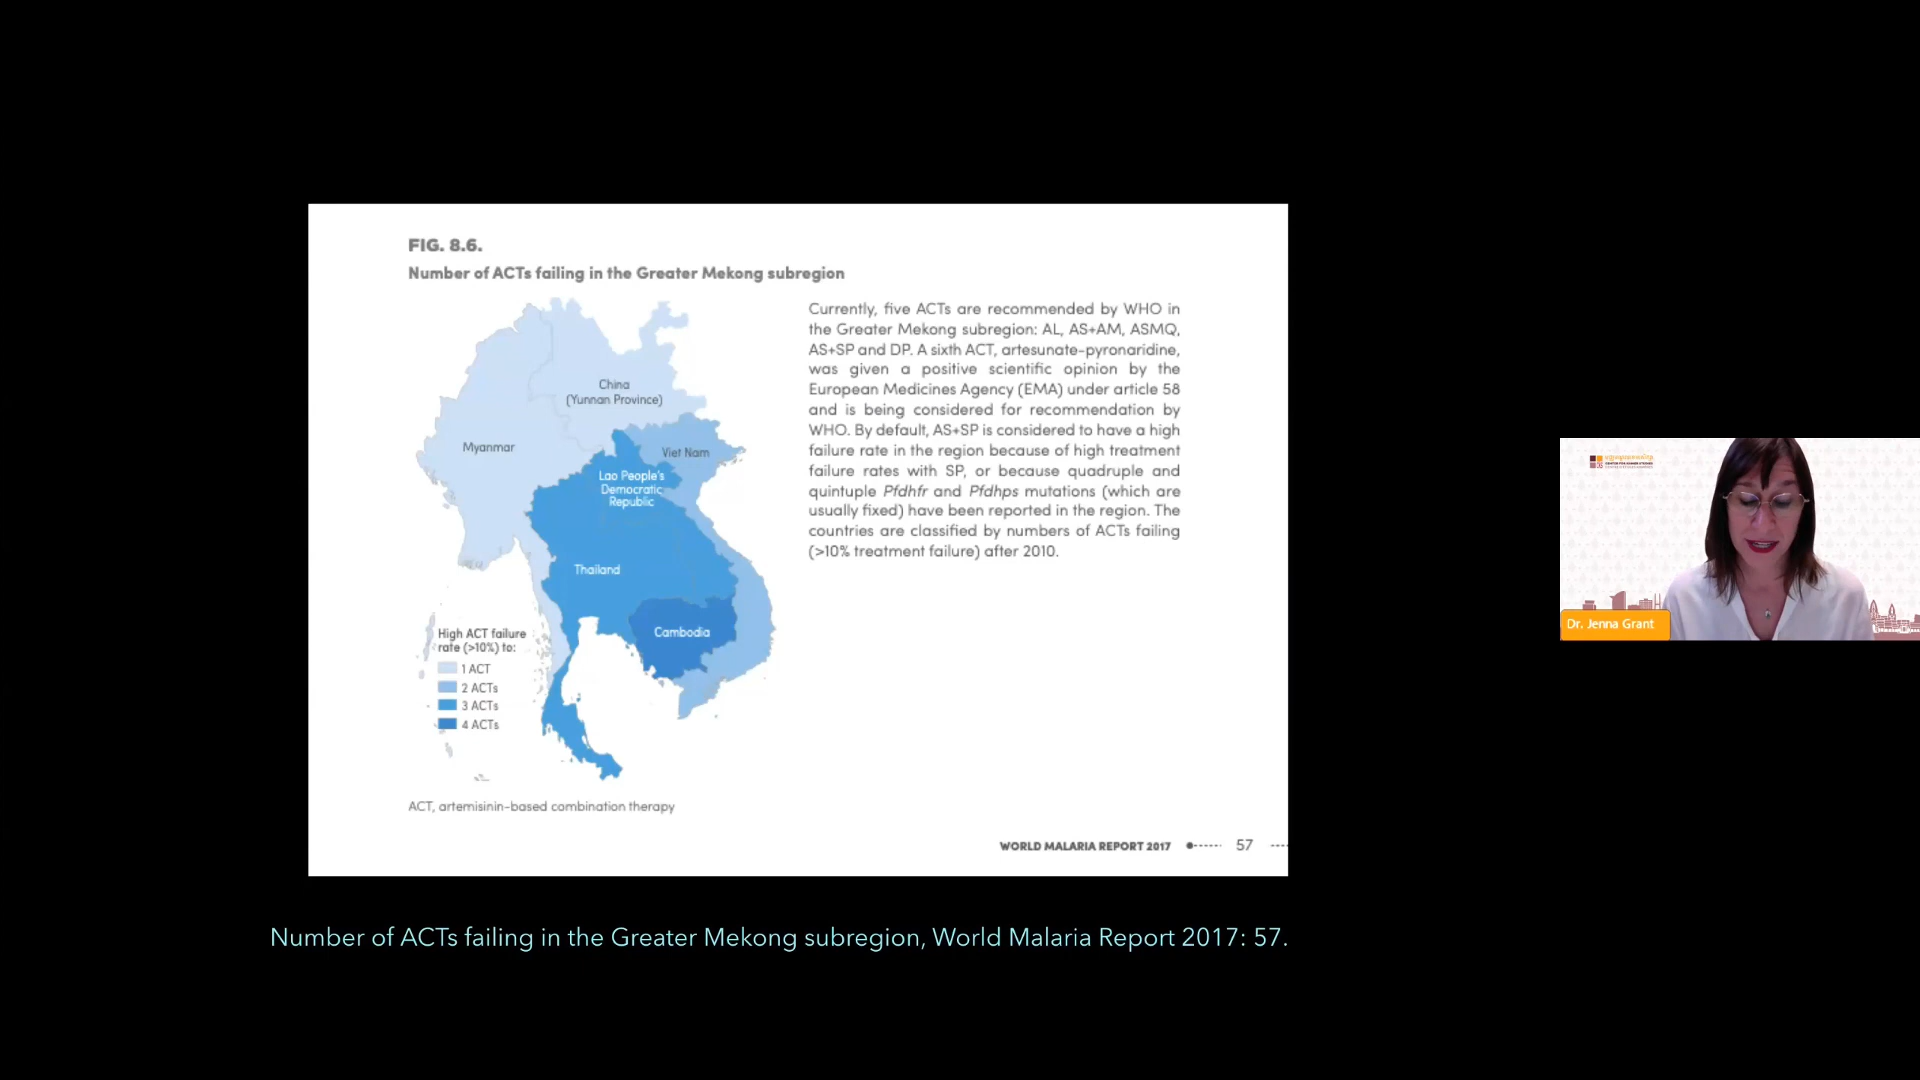 FIG. 8.6.
Number of ACTs failing in the Greater Mekong subregion
China
(Yunnan Province)
Myanmar
Viet Nam
Lao People's
Democratic
Republic
Thailand
Cambodia
High ACT failure
rate (>10%) to:
1 ACT
2 ACTs
3 ACTs
4 ACTs
ACT, artemisinin-based combination therapy
Currently, five ACTs are recommended by WHO in
the Greater Mekong subregion: AL, AS+AM, ASMQ,
AS+SP and DP. A sixth ACT, artesunate-pyronaridine,
was given a positive scientific opinion by the
European Medicines Agency (EMA) under article 58
and is being considered for recommendation by
WHO. By default, AS+SP is considered to have a high
failure rate in the region because of high treatment
failure rates with SP, or because quadruple and
quintuple Pfdhfr and Pfdhps mutations (which are
usually fixed) have been reported in the region. The
countries are classified by numbers of ACTs failing
(>10% treatment failure) after 2010.
WORLD MALARIA REPORT 2017 57
Number of ACTs failing in the Greater Mekong subregion, World Malaria Report 2017: 57.
CENTER FOR KHMER STUDIES
Dr. Jenna Grant